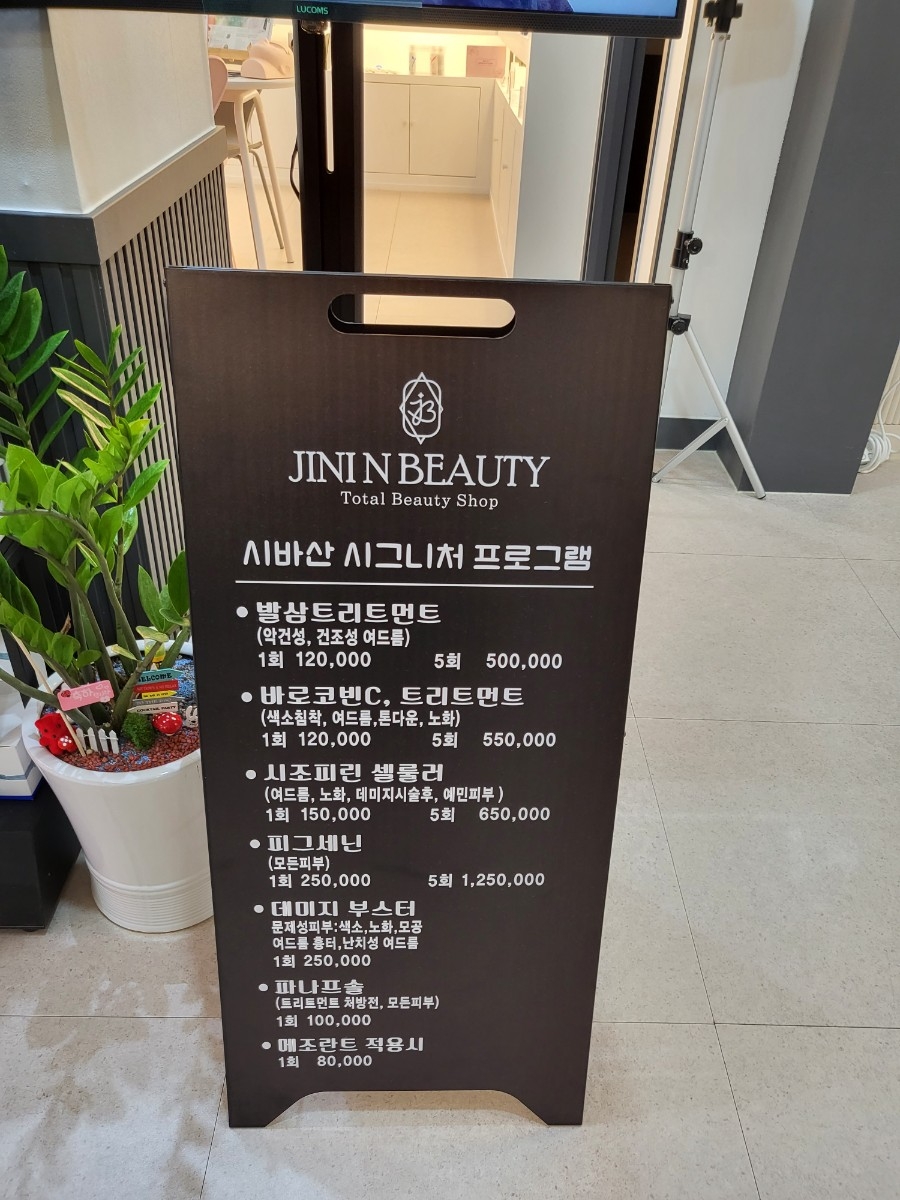 LUCOMS
JINI N BEAUTY
Total Beauty Shop
시바산 시그니처 프로그램
• 발삼트리트먼트
(악건성, 건조성 여드름)
1회 120,000 5회 500,000
• 바로코빈C, 트리트먼트
(색소침착, 여드름,톤다운, 노화)
1회 120,000 5회 550,000
• 시조피린 셀룰러
(여드름, 노화, 데미지시술후, 예민피부)
1회 150,000 5회 650,000
• 피그세닌
(모든피부)
1회 250,000 5회 1,250,000
• 데미지 부스터
문제성피부:색소,노화,모공
여드름 흉터,난치성 여드름
1회 250,000
• 파나프솔
(트리트먼트 처방전, 모든피부)
1회 100,000
• 메조란트 적용시
1회 80,000
WELCOME
COCKTAIL PARTY